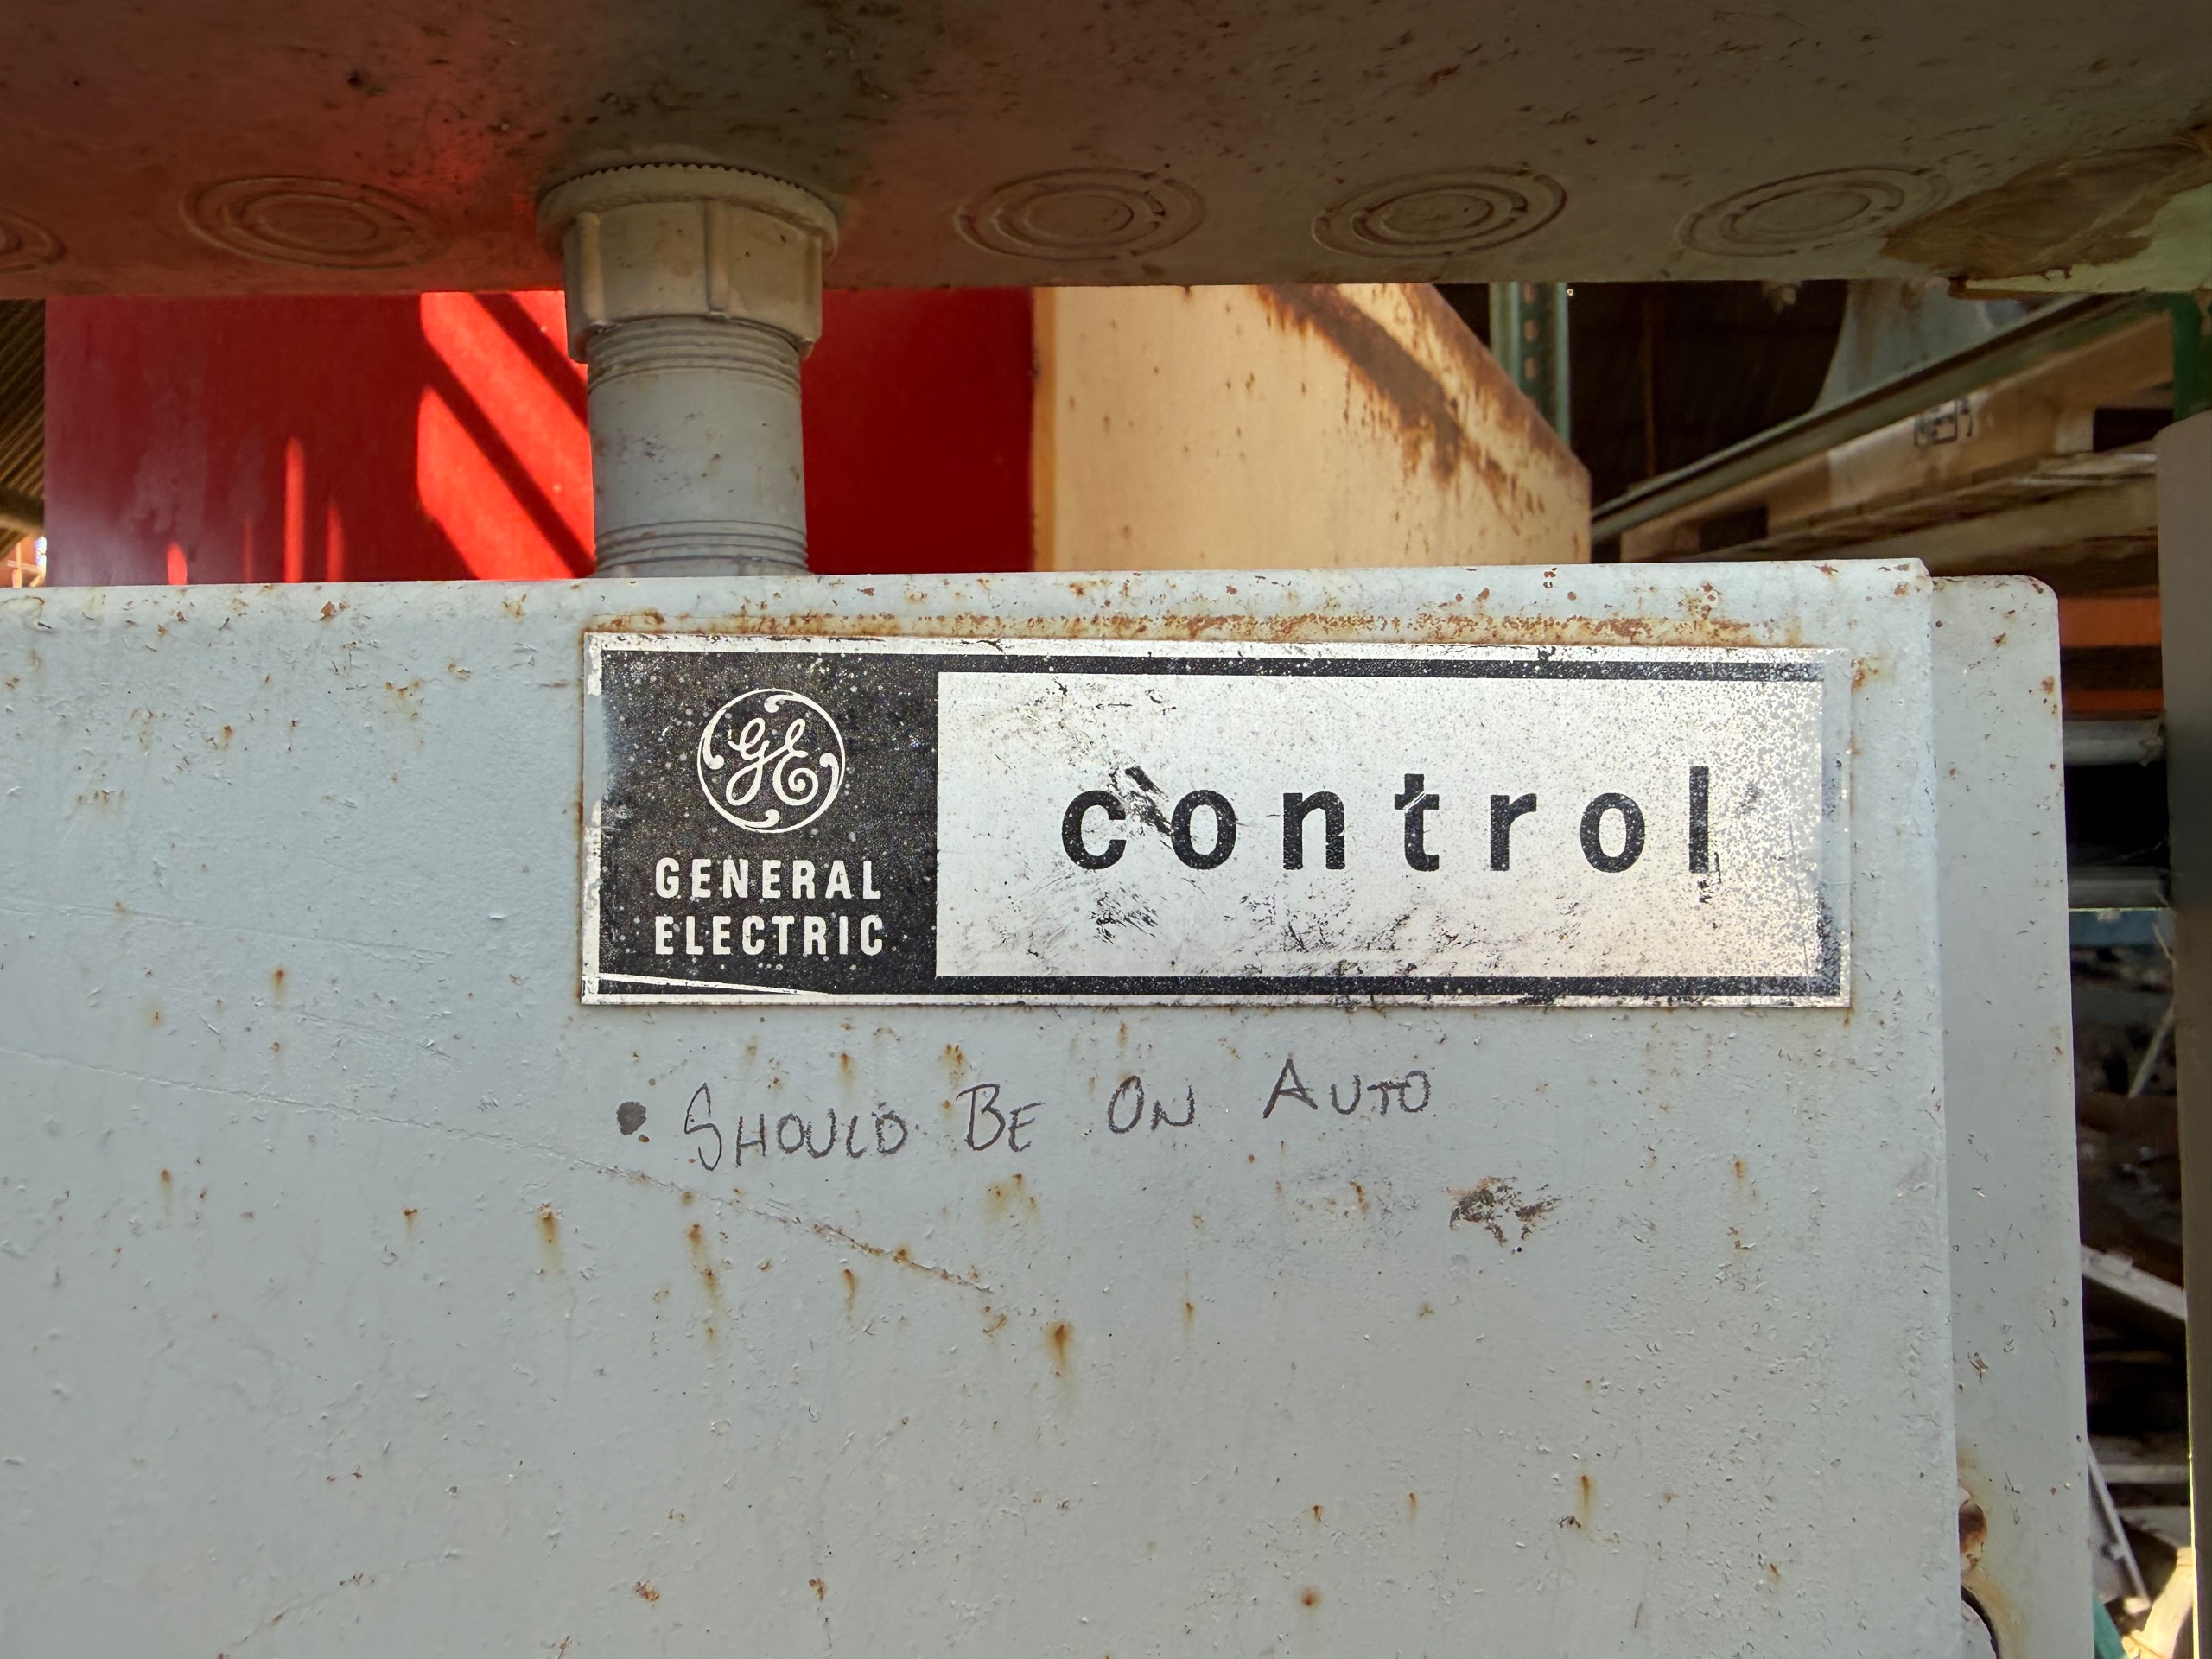 GE
GENERAL
ELECTRIC
control
• SHOULD BE ON AUTO